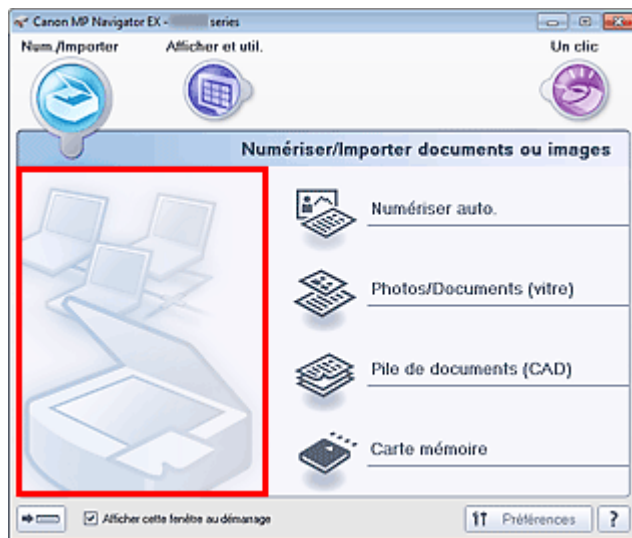 Canon MP Navigator EX - series
Num./Importer
Afficher et util.
Un clic
Numériser/Importer documents ou images
Numériser auto.
Photos/Documents (vitre)
Pile de documents (CAD)
Carte mémoire
Afficher cette fenêtre au démarrage
Préférences
?